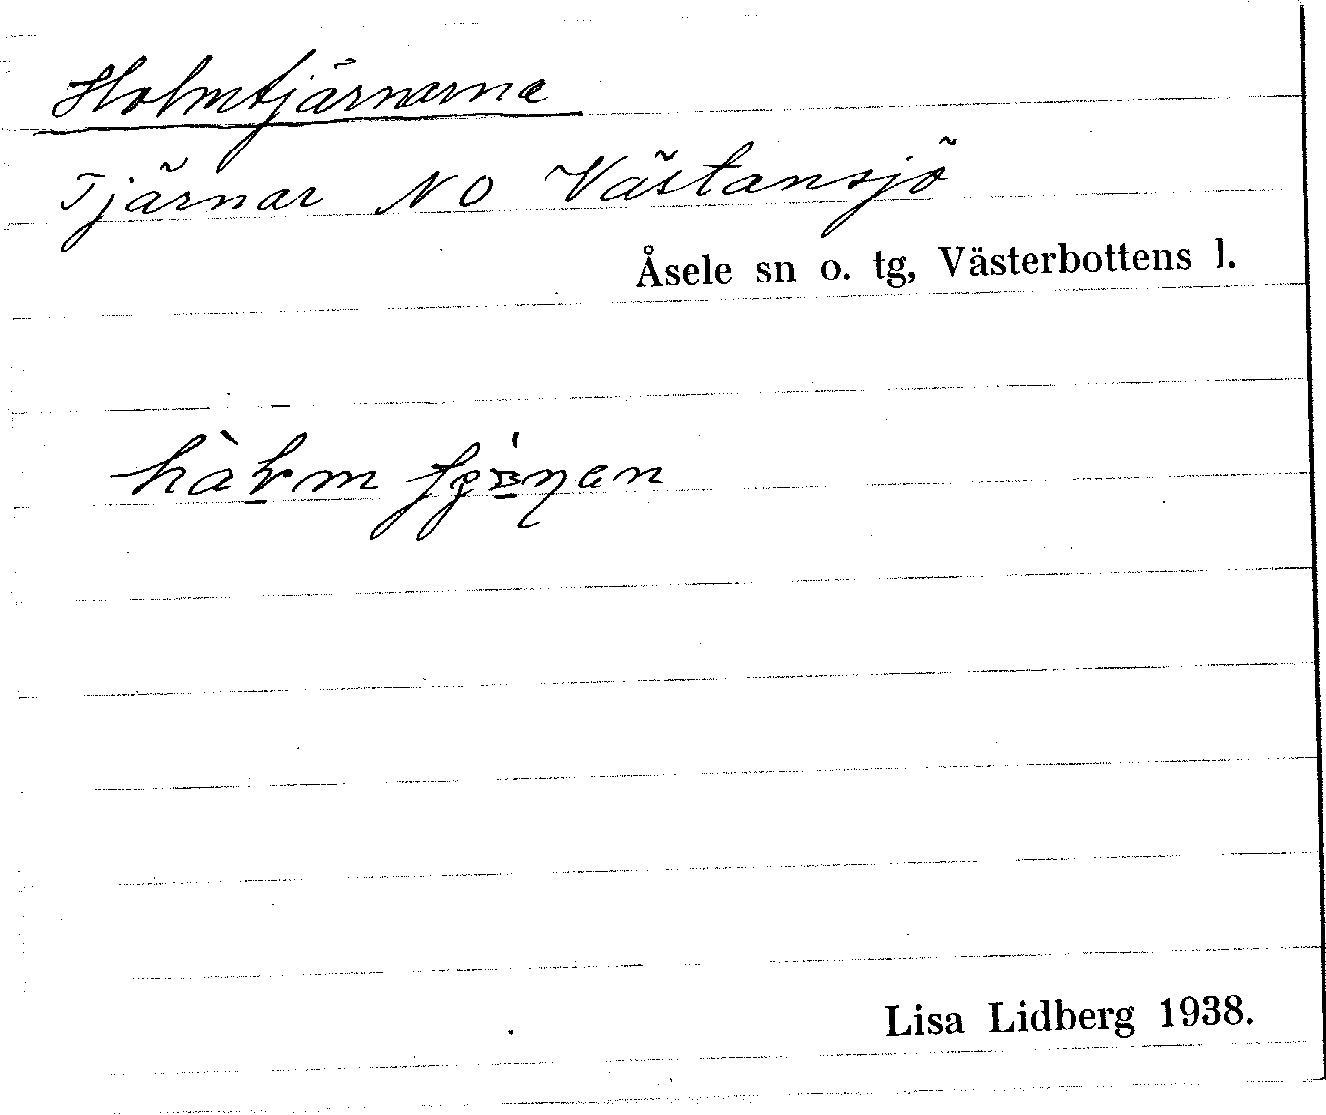 Holmtjärnarna
Tjärnar NO Västansjö
Åsele sn o. tg, Västerbottens l.
Lisa Lidberg 1938.